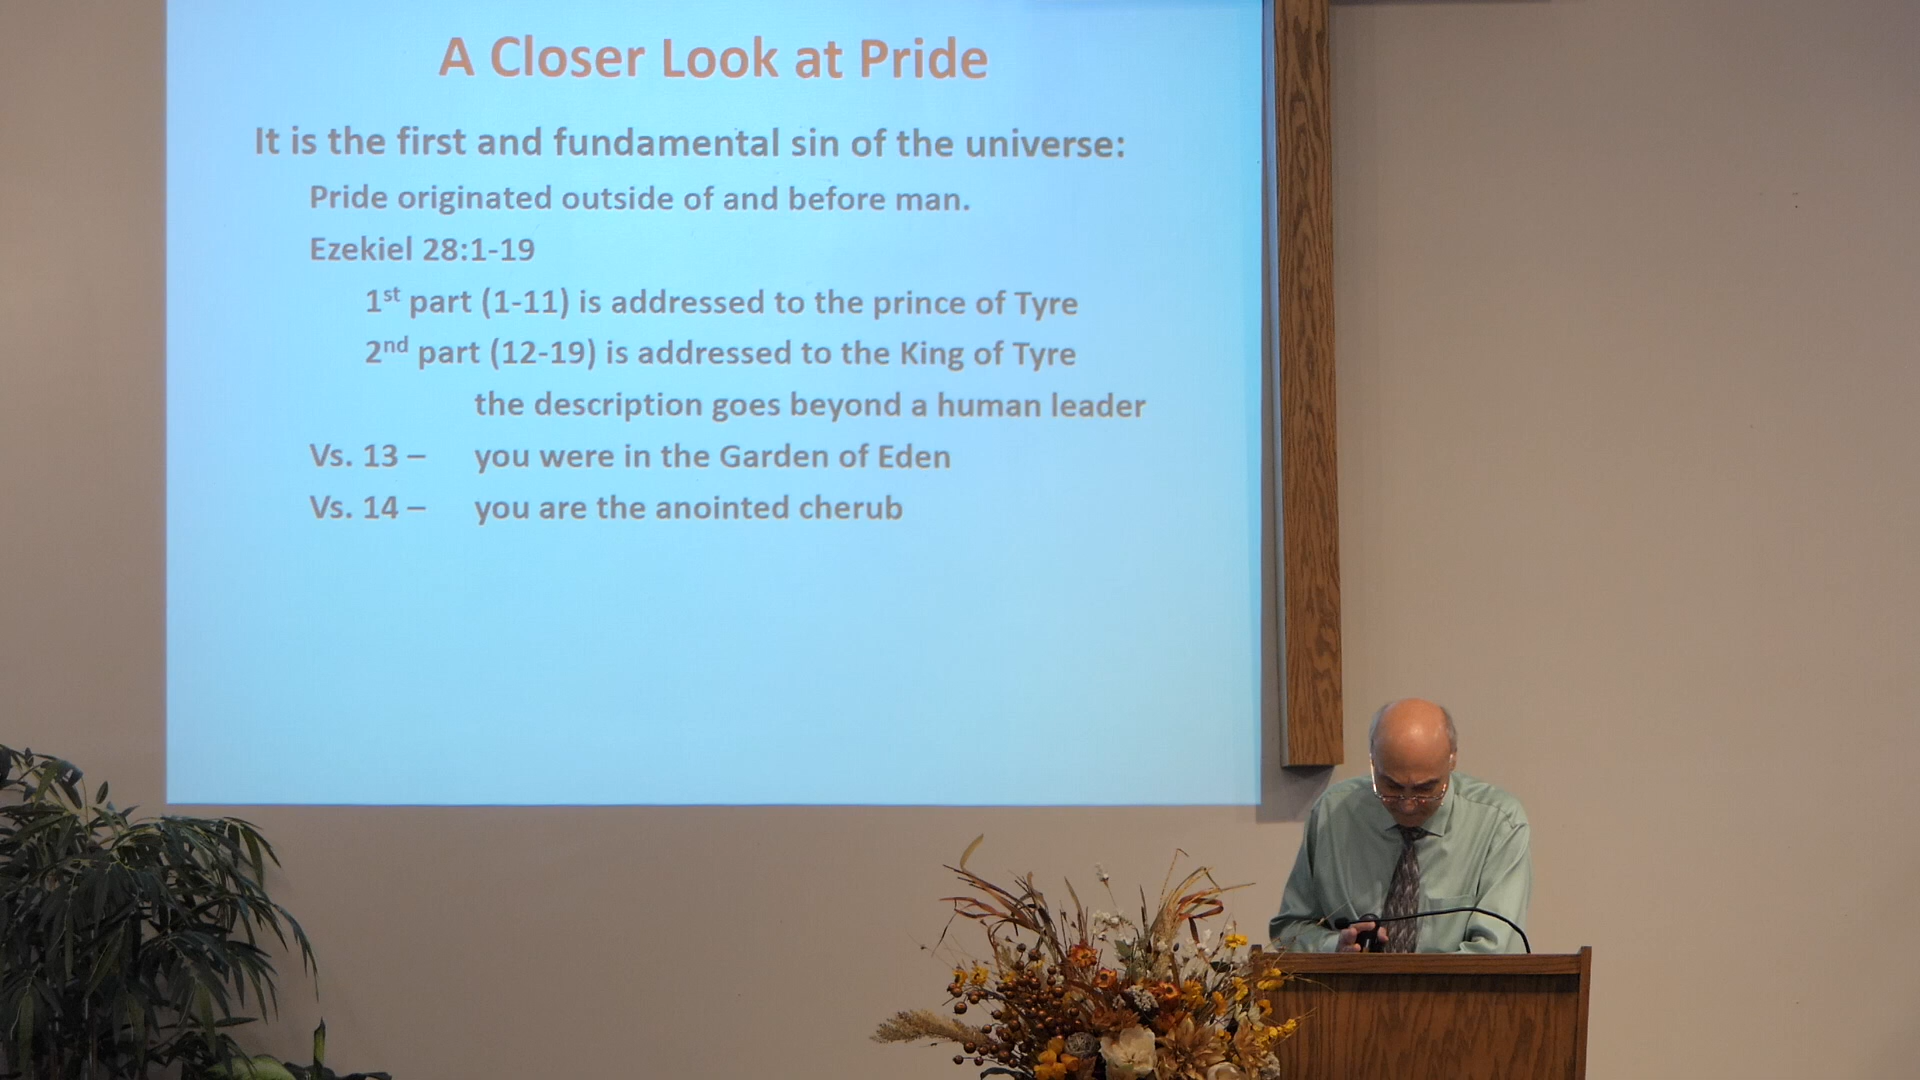 A Closer Look at Pride
It is the first and fundamental sin of the universe:
Pride originated outside of and before man.
Ezekiel 28:1-19
1st part (1-11) is addressed to the prince of Tyre
2nd part (12-19) is addressed to the King of Tyre
the description goes beyond a human leader
Vs. 13 – you were in the Garden of Eden
Vs. 14 – you are the anointed cherub